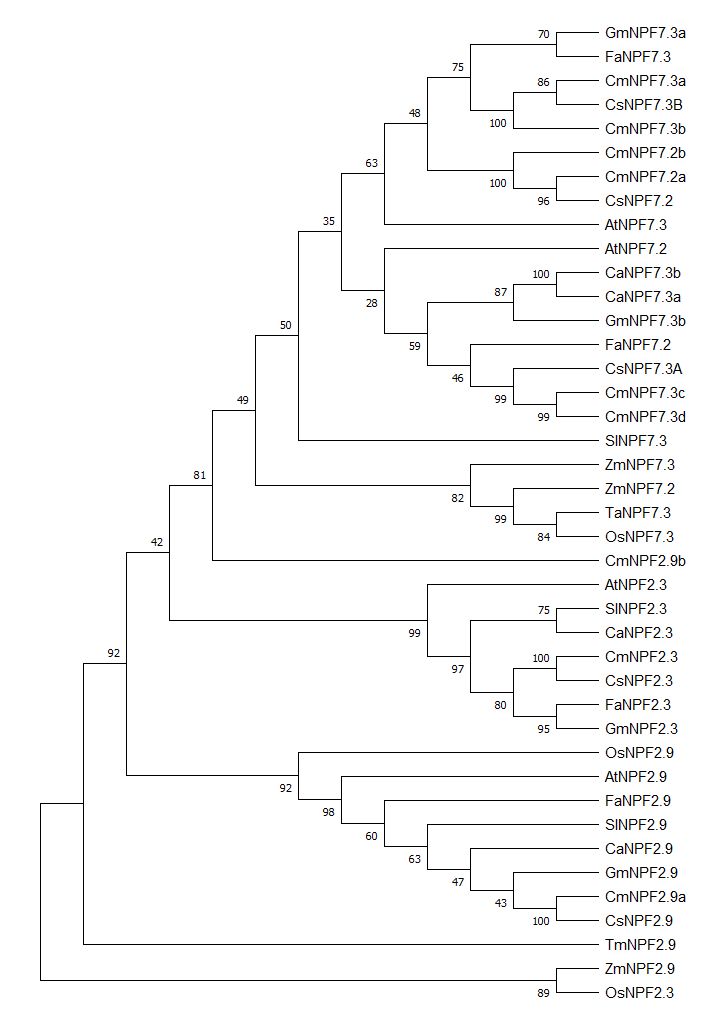 GmNPF7.3a
70
FaNPF7.3
75
CmNPF7.3a
86
CsNPF7.3B
48
100
CmNPF7.3b
CmNPF7.2b
63
100
CmNPF7.2a
96
CsNPF7.2
35
AtNPF7.3
AtNPF7.2
100
CaNPF7.3b
87
28
CaNPF7.3a
GmNPF7.3b
50
59
FaNPF7.2
CsNPF7.3A
46
99
CmNPF7.3c
49
99
CmNPF7.3d
SlNPF7.3
ZmNPF7.3
81
82
ZmNPF7.2
99
TaNPF7.3
84
OsNPF7.3
42
CmNPF2.9b
AtNPF2.3
75
SlNPF2.3
99
CaNPF2.3
92
100
CmNPF2.3
97
CsNPF2.3
80
FaNPF2.3
95
GmNPF2.3
OsNPF2.9
92
AtNPF2.9
98
FaNPF2.9
60
SlNPF2.9
63
CaNPF2.9
47
GmNPF2.9
43
CmNPF2.9a
100
CsNPF2.9
TmNPF2.9
ZmNPF2.9
89
OsNPF2.3